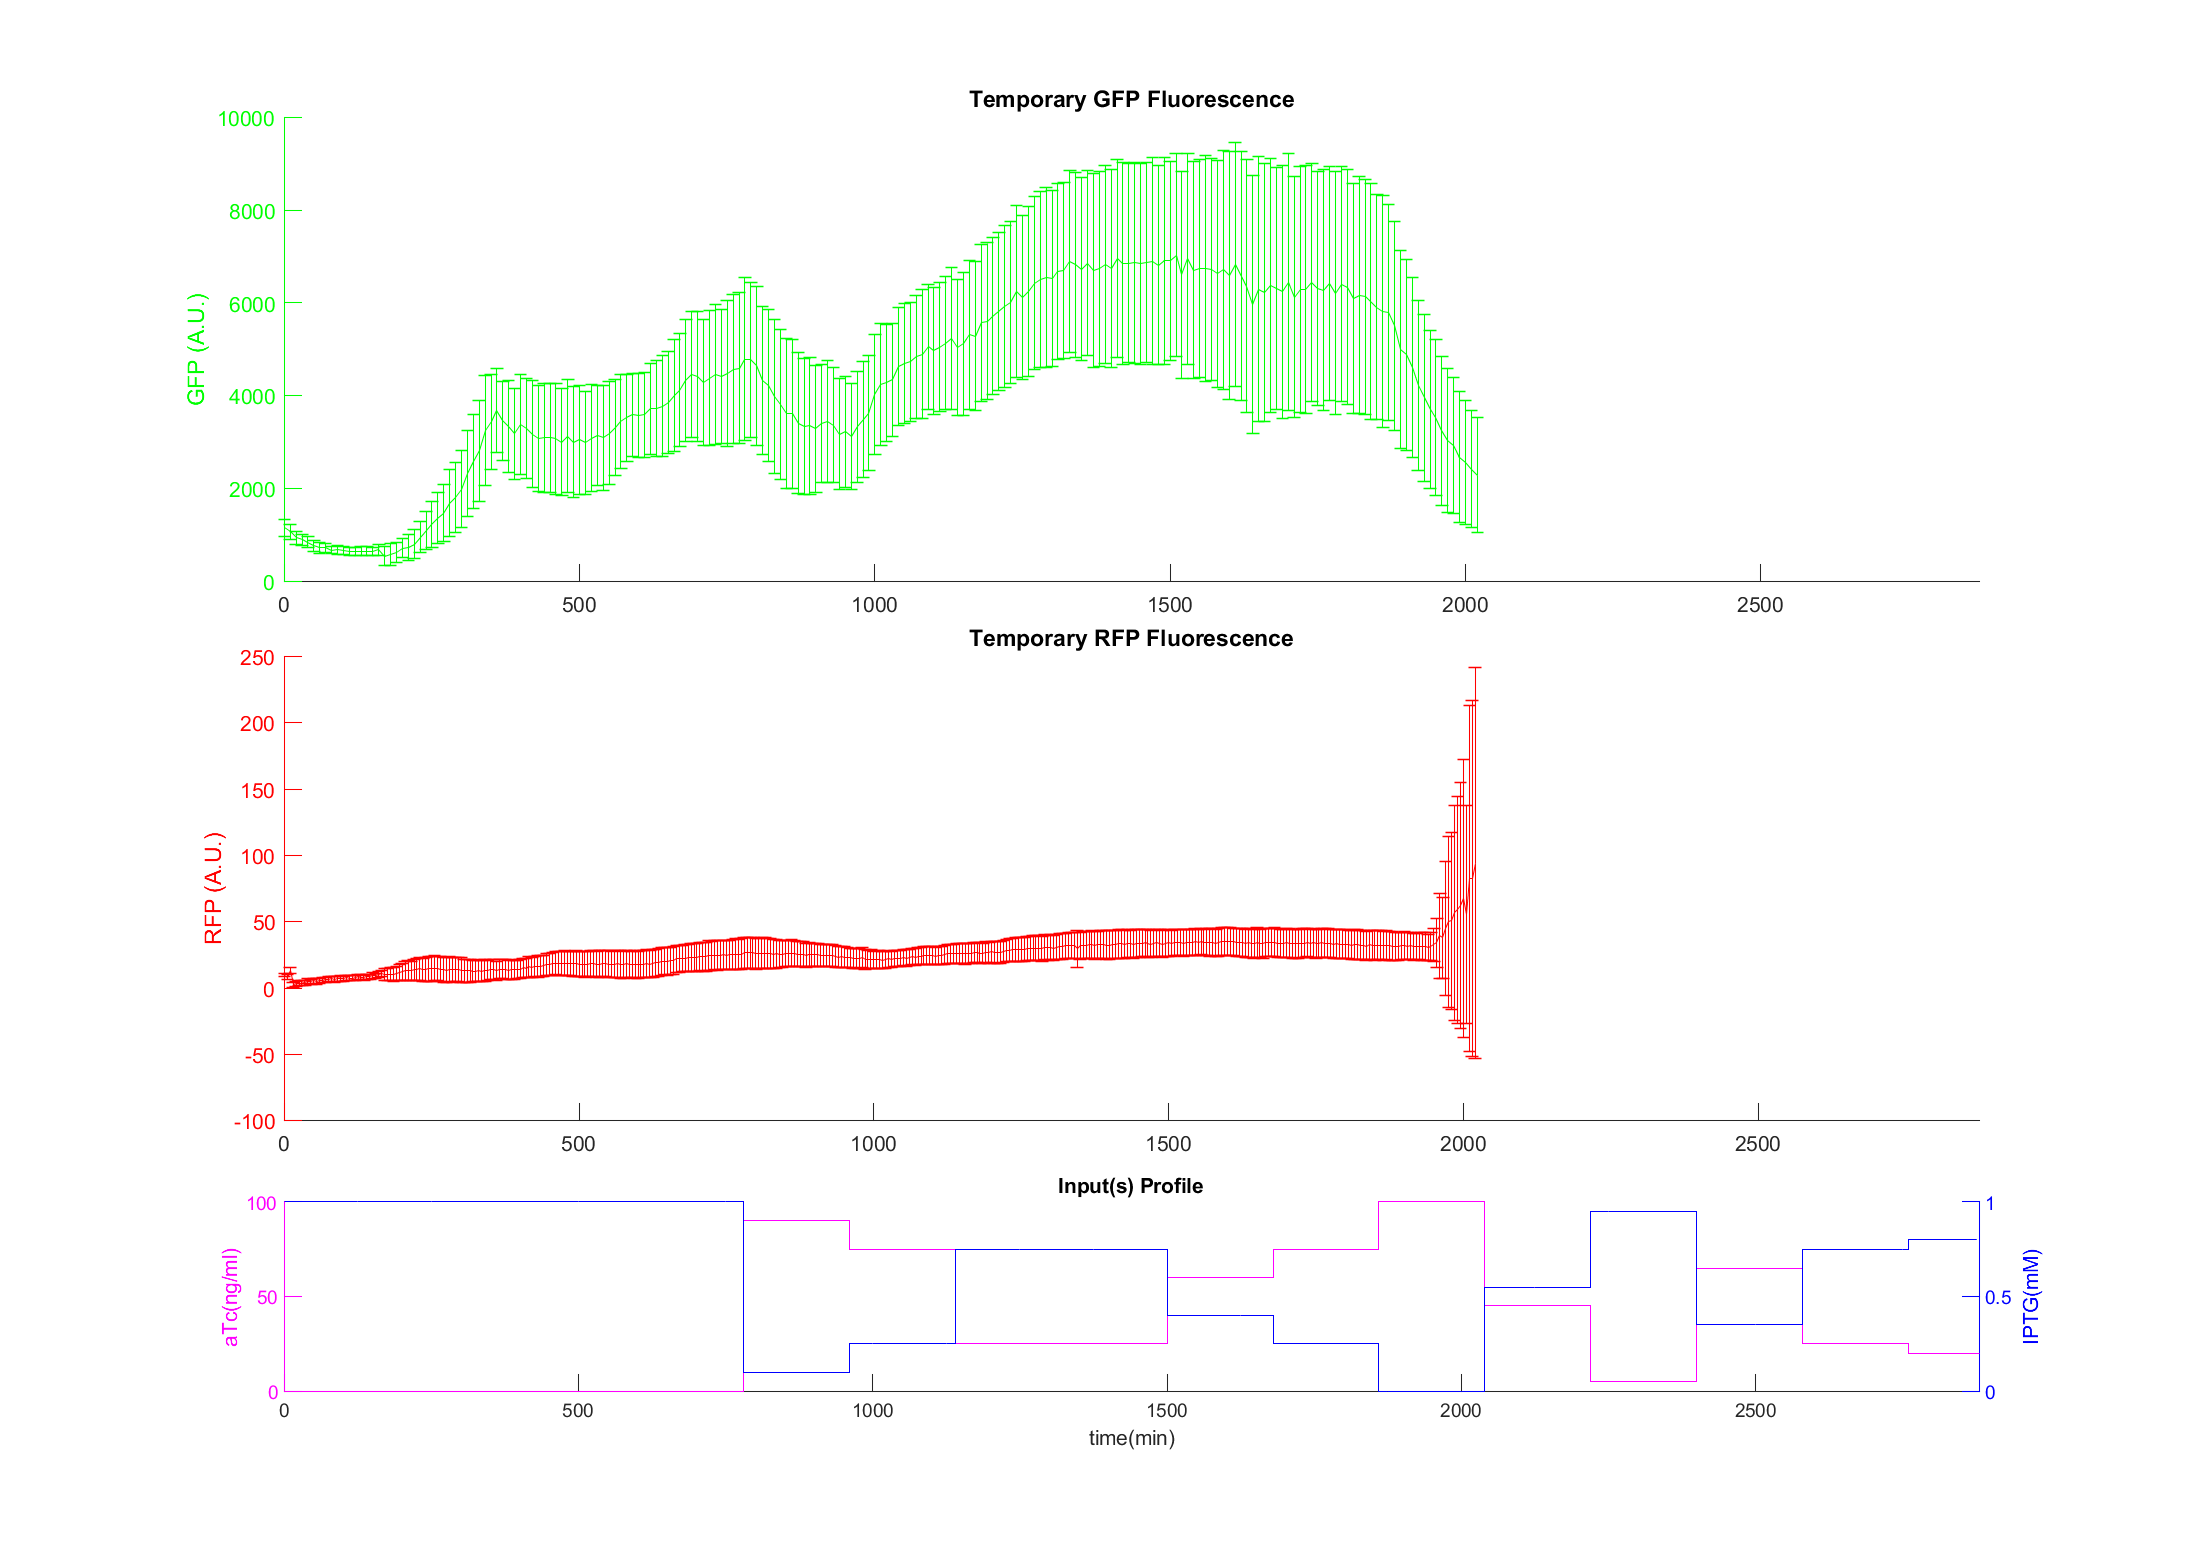 Temporary GFP Fluorescence
10000
8000
6000
4000
2000
0
GFP (A.U.)
0 500 1000 1500 2000 2500
Temporary RFP Fluorescence
250
200
150
100
50
0
-50
-100
RFP (A.U.)
0 500 1000 1500 2000 2500
Input(s) Profile
100
50
0
aTc(ng/ml)
1
0.5
0
IPTG(mM)
0 500 1000 1500 2000 2500
time(min)